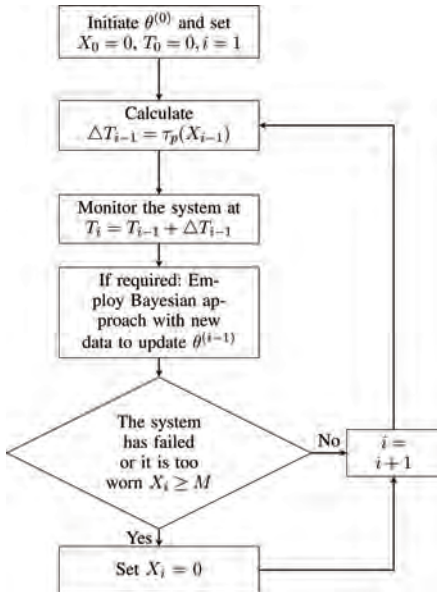 Initiate θ^{(0)} and set
X_0 = 0, T_0 = 0, i = 1
Calculate
△T_{i−1} = τ_p(X_{i−1})
Monitor the system at
T_i = T_{i−1} + △T_{i−1}
If required: Em-
ploy Bayesian ap-
proach with new
data to update θ^{(i−1)}
The system
has failed
or it is too
worn X_i ≥ M
No
i =
i + 1
Yes
Set X_i = 0